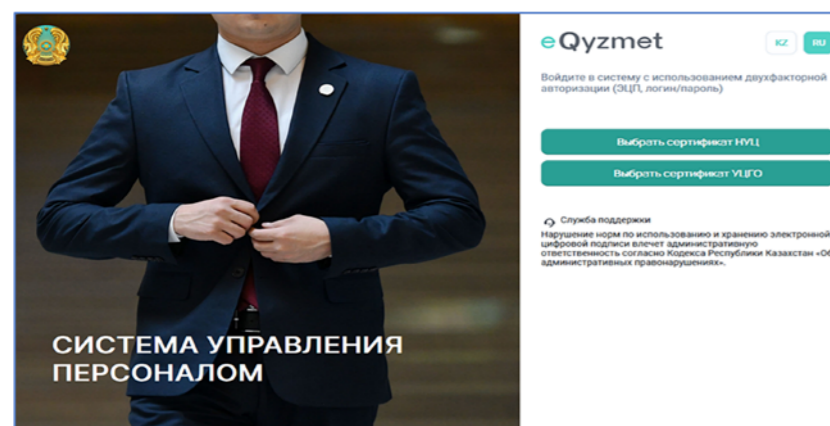 СИСТЕМА УПРАВЛЕНИЯ
ПЕРСОНАЛОМ
eQyzmet
KZ
RU
Войдите в систему с использованием двухфакторной
авторизации (ЭЦП, логин/пароль)
Выбрать сертификат НУЦ
Выбрать сертификат УЦГО
Служба поддержки
Нарушение норм по использованию и хранению электронной
цифровой подписи влечет административную
ответственность согласно Кодекса Республики Казахстан «Об
административных правонарушениях».